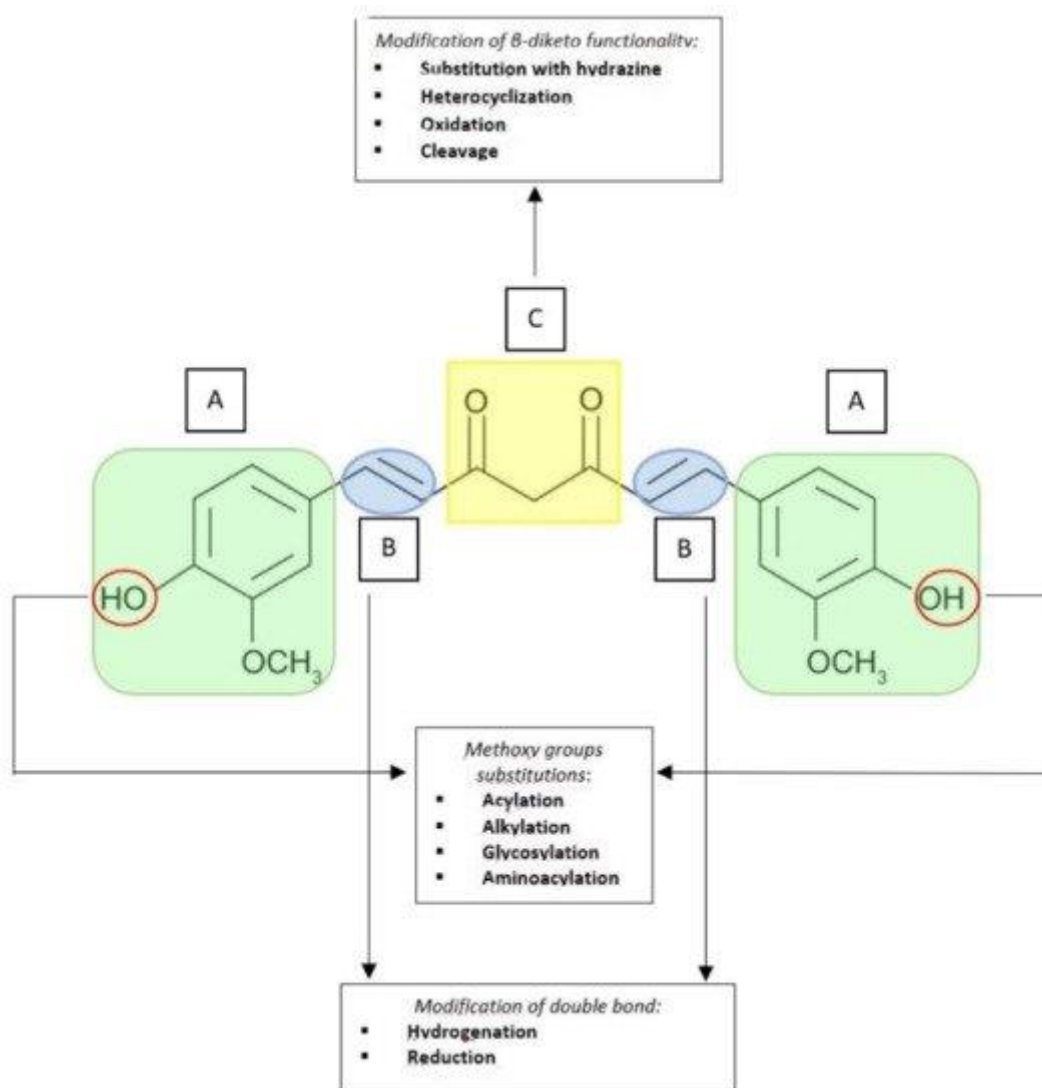 Modification of β-diketo functionality:
▪ Substitution with hydrazine
▪ Heterocyclization
▪ Oxidation
▪ Cleavage
C
A
A
O
O
B
B
HO
OH
OCH₃
OCH₃
Methoxy groups
substitutions:
▪ Acylation
▪ Alkylation
▪ Glycosylation
▪ Aminoacylation
Modification of double bond:
▪ Hydrogenation
▪ Reduction